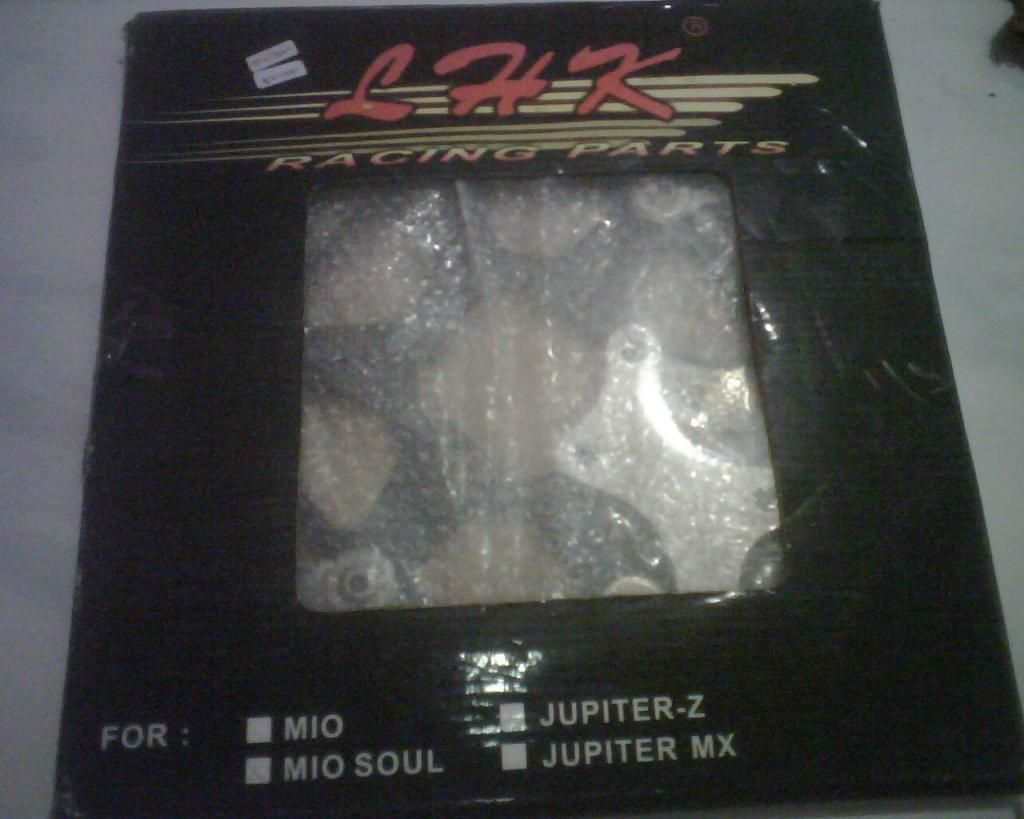 LHK ®
RACING PARTS
FOR :
MIO
MIO SOUL
JUPITER-Z
JUPITER MX